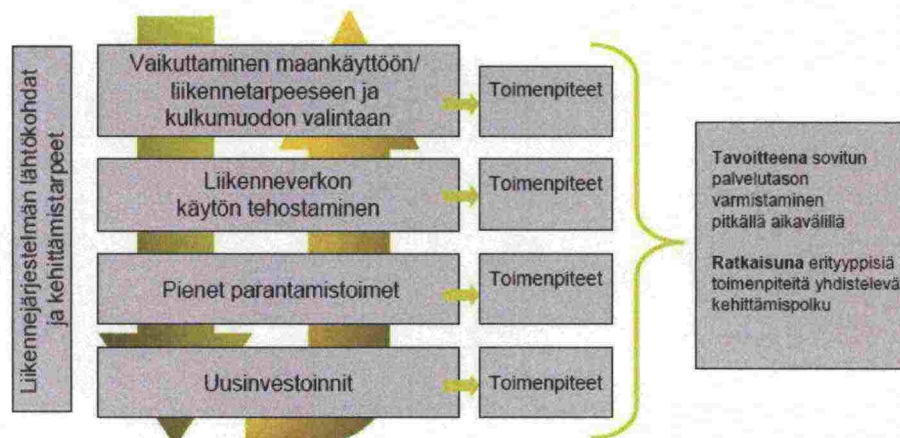 Liikennejärjestelmän lähtökohdat
ja kehittämistarpeet
Vaikuttaminen maankäyttöön/
liikennetarpeeseen ja
kulkumuodon valintaan
Toimenpiteet
Liikenneverkon
käytön tehostaminen
Toimenpiteet
Pienet parantamistoimet
Toimenpiteet
Uusinvestoinnit
Toimenpiteet
Tavoitteena sovitun
palvelutason
varmistaminen
pitkällä aikavälillä
Ratkaisuna erityyppisiä
toimenpiteitä yhdistelevä
kehittämispolku